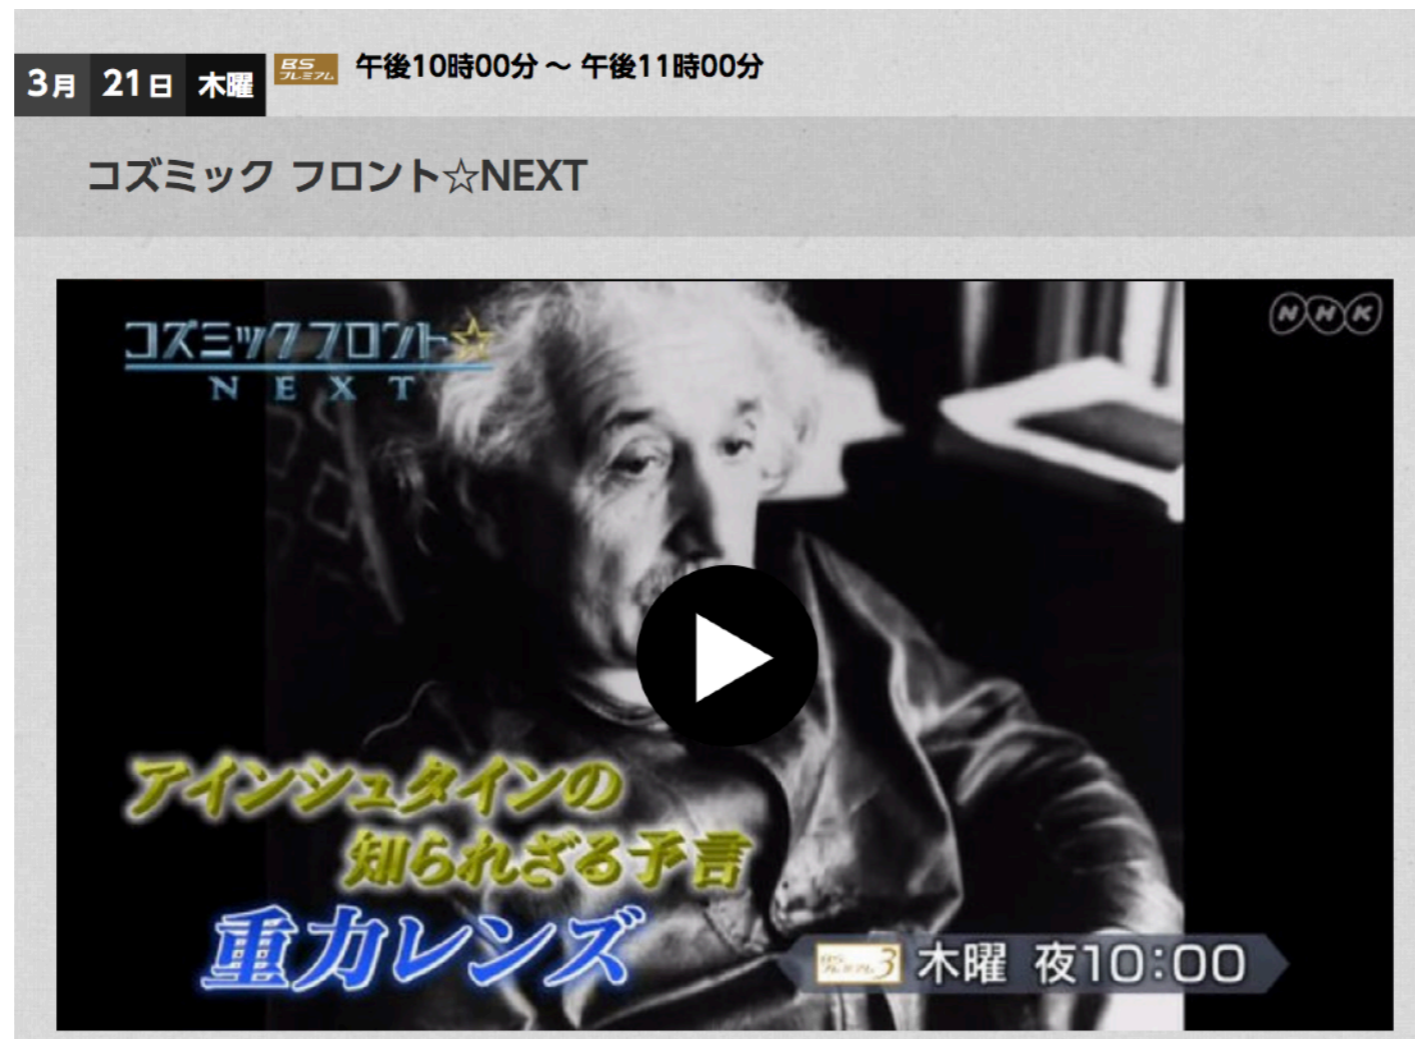 3月 21日 木曜 BSプレミアム 午後10時00分～午後11時00分
コズミック フロント☆NEXT
コズミックフロント☆
NEXT
NHK
アインシュタインの
知られざる予言
重力レンズ
BSプレミアム3 木曜 夜10:00